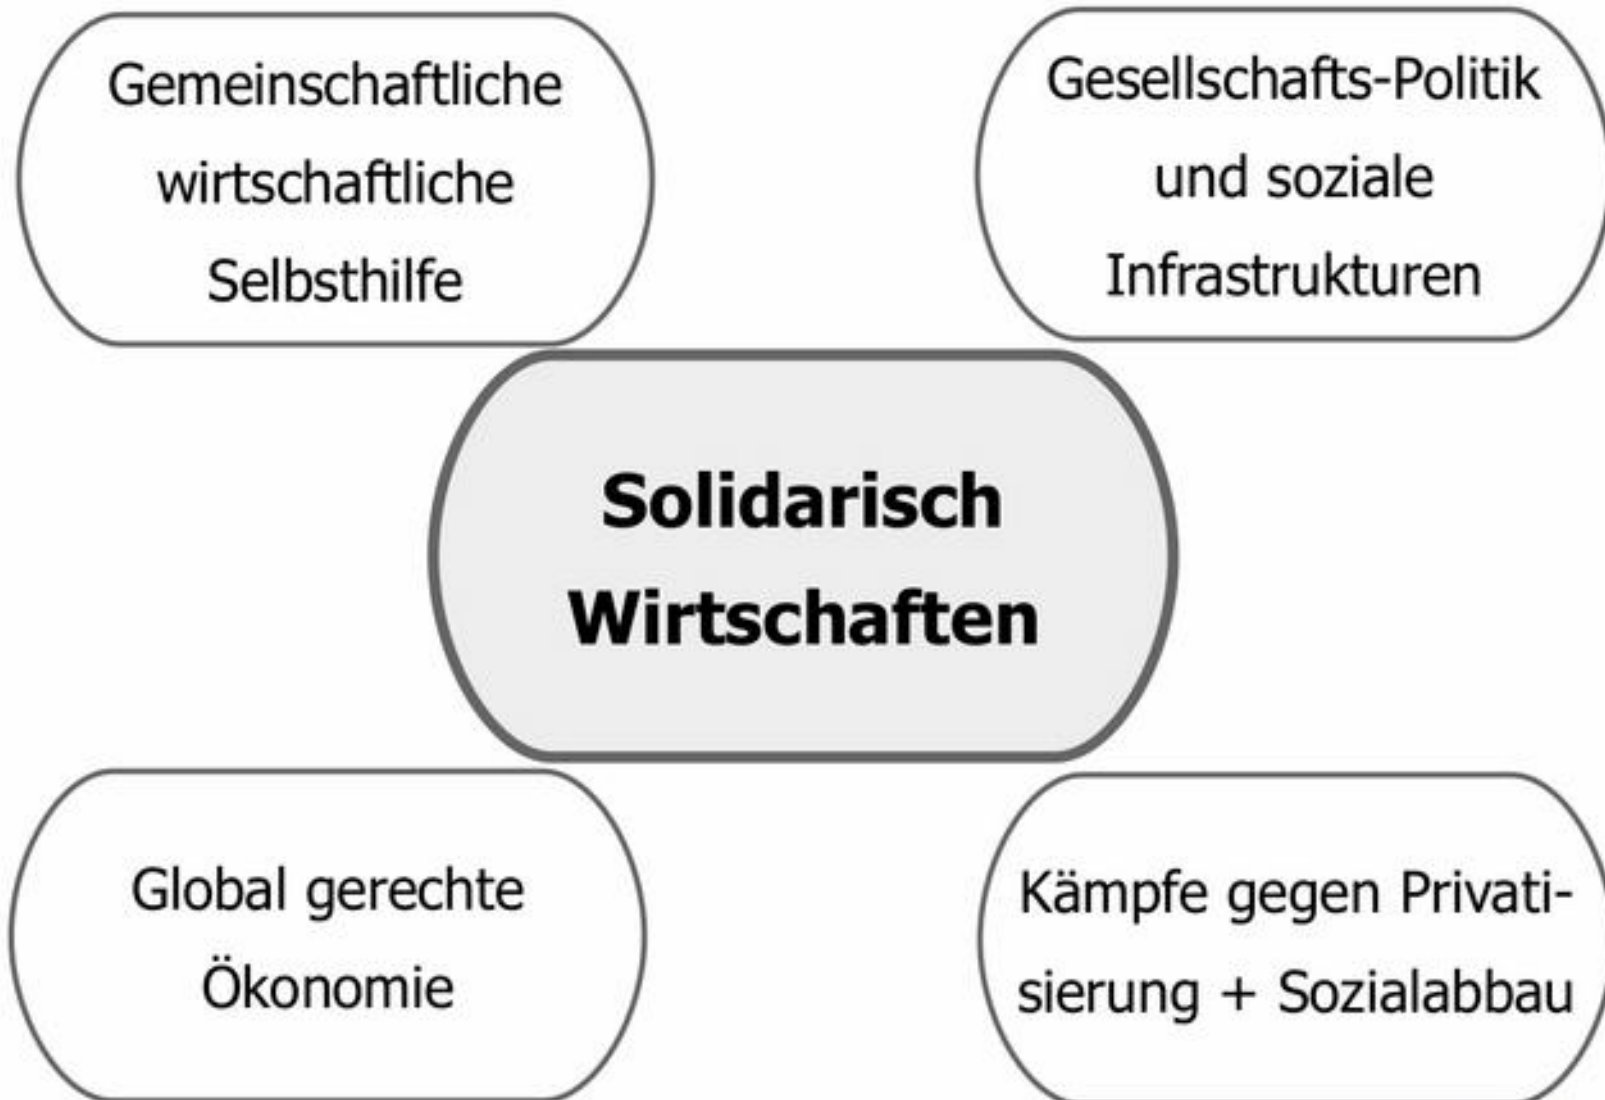 Gemeinschaftliche
wirtschaftliche
Selbsthilfe
Gesellschafts-Politik
und soziale
Infrastrukturen
Solidarisch
Wirtschaften
Global gerechte
Ökonomie
Kämpfe gegen Privati-
sierung + Sozialabbau